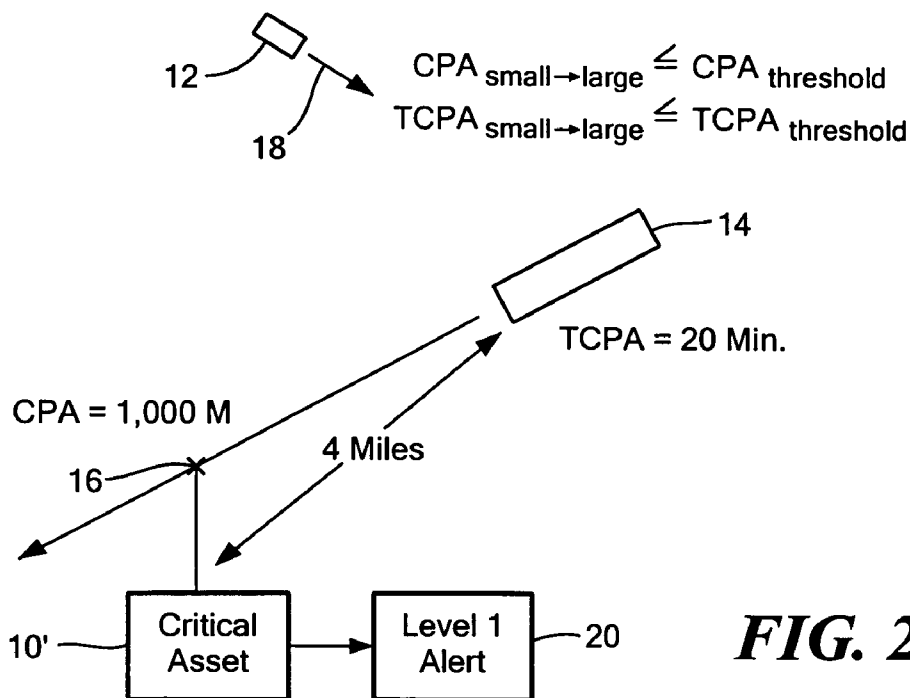 12
18
CPA small→large ≤ CPA threshold
TCPA small→large ≤ TCPA threshold
14
TCPA = 20 Min.
CPA = 1,000 M
4 Miles
16
10'
Critical
Asset
Level 1
Alert
20
FIG. 2